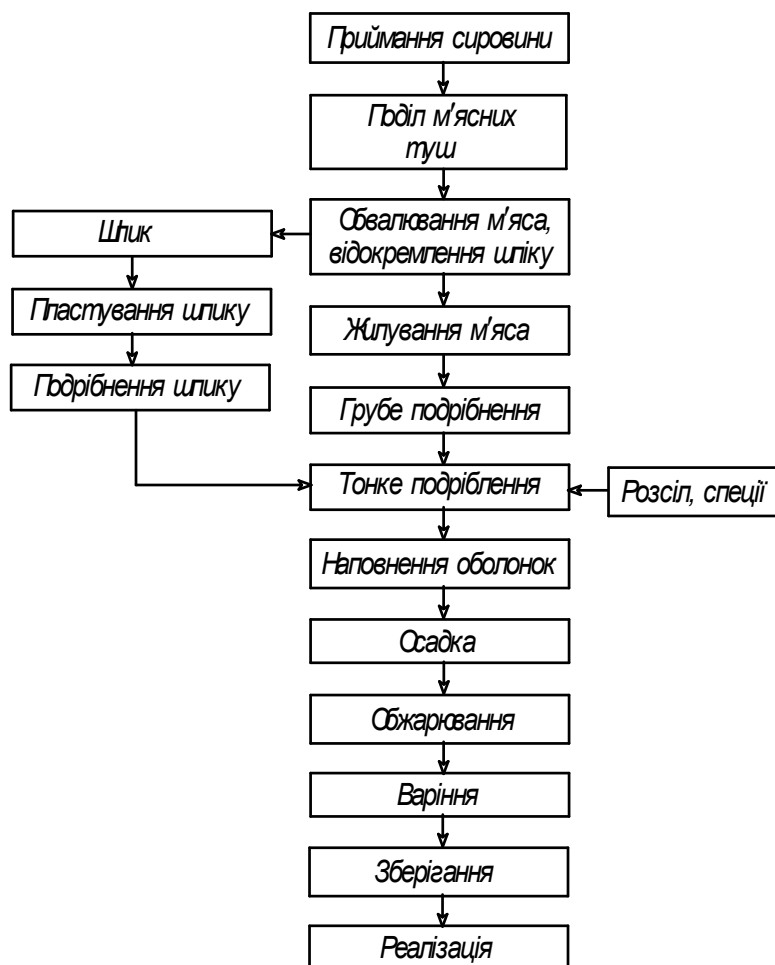 Приймання сировини
Поділ м'ясних
туш
Обвалювання м'яса,
відокремлення шпіку
Шпик
Пластування шпику
Жилування м'яса
Подрібнення шпику
Грубе подрібнення
Тонке подріблення
Розсіл, спеції
Наповнення оболонок
Осадка
Обжарювання
Варіння
Зберігання
Реалізація